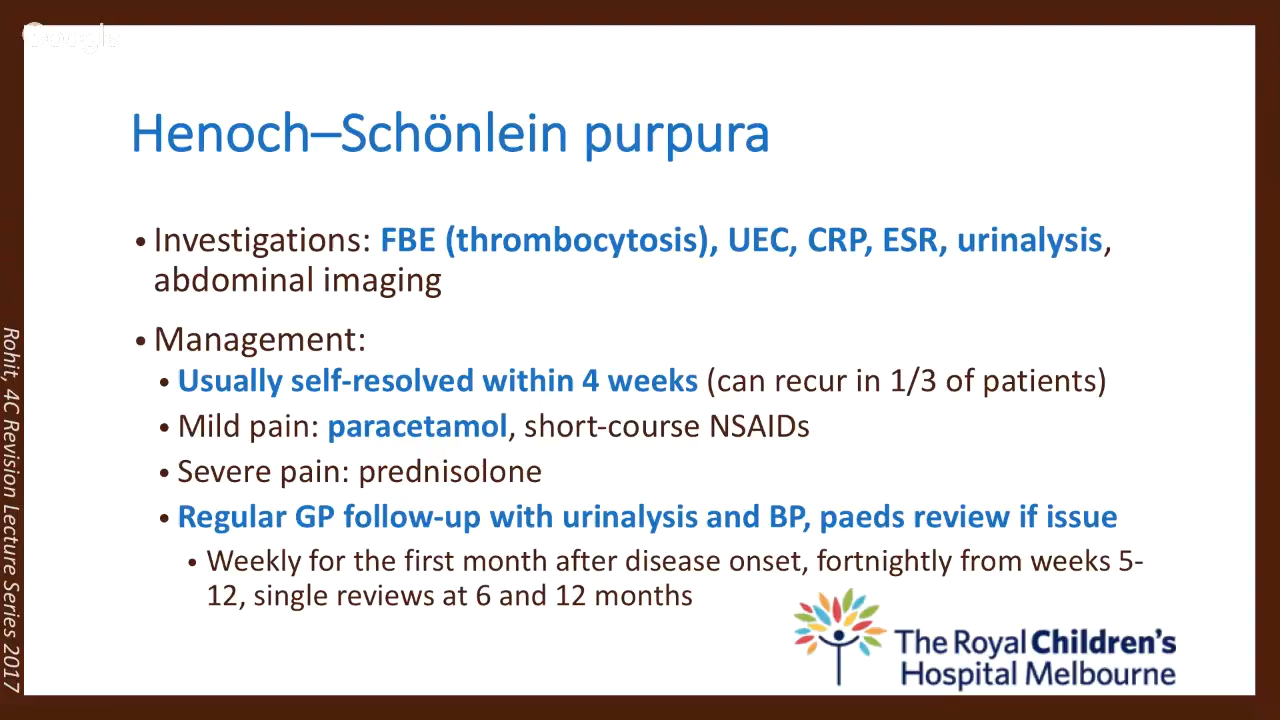 Google
Henoch–Schönlein purpura
• Investigations: FBE (thrombocytosis), UEC, CRP, ESR, urinalysis,
abdominal imaging
• Management:
• Usually self-resolved within 4 weeks (can recur in 1/3 of patients)
• Mild pain: paracetamol, short-course NSAIDs
• Severe pain: prednisolone
• Regular GP follow-up with urinalysis and BP, paeds review if issue
• Weekly for the first month after disease onset, fortnightly from weeks 5-
12, single reviews at 6 and 12 months
The Royal Children's
Hospital Melbourne
Rohit, 4C Revision Lecture Series 2017